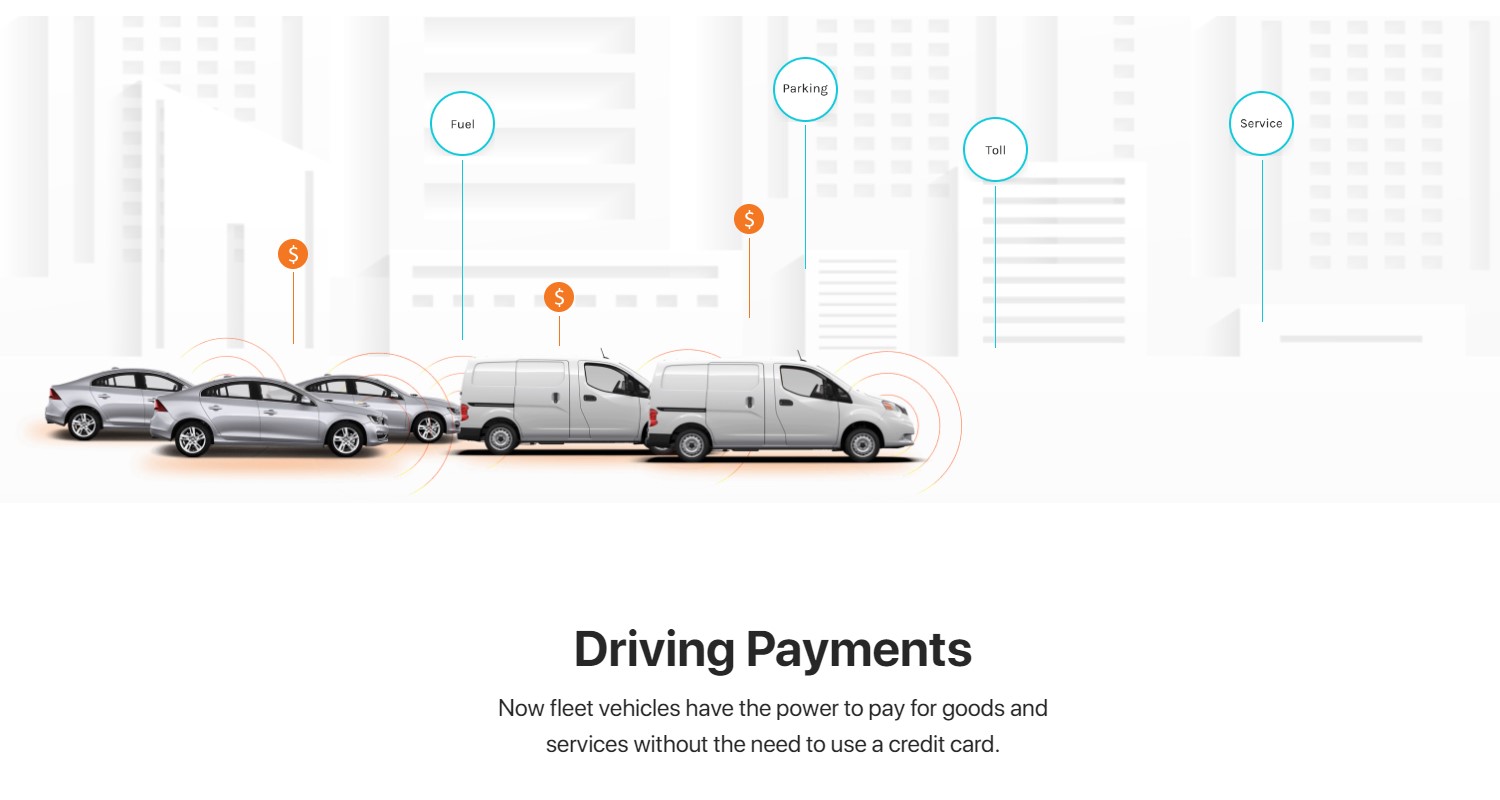 Parking
Fuel
Service
Toll
$
$
$
Driving Payments
Now fleet vehicles have the power to pay for goods and
services without the need to use a credit card.